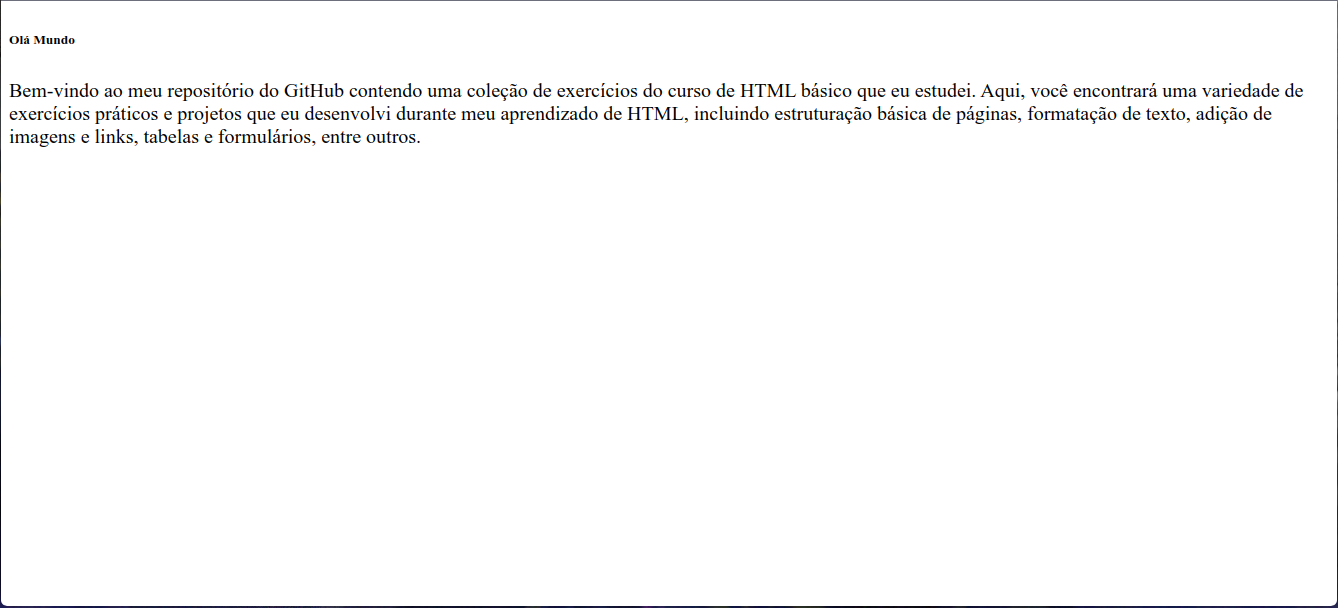 Olá Mundo
Bem-vindo ao meu repositório do GitHub contendo uma coleção de exercícios do curso de HTML básico que eu estudei. Aqui, você encontrará uma variedade de
exercícios práticos e projetos que eu desenvolvi durante meu aprendizado de HTML, incluindo estruturação básica de páginas, formatação de texto, adição de
imagens e links, tabelas e formulários, entre outros.